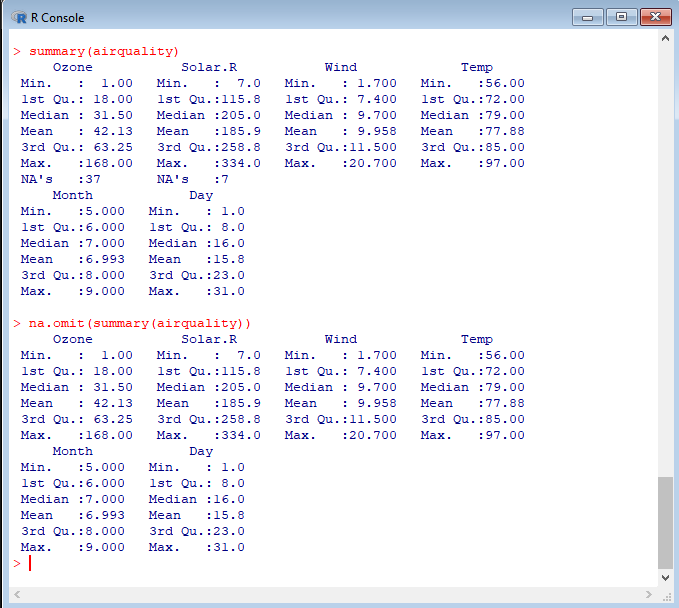 R Console
> summary(airquality)
     Ozone           Solar.R           Wind             Temp
 Min.   :  1.00   Min.   :  7.0   Min.   : 1.700   Min.   :56.00
 1st Qu.: 18.00   1st Qu.:115.8   1st Qu.: 7.400   1st Qu.:72.00
 Median : 31.50   Median :205.0   Median : 9.700   Median :79.00
 Mean   : 42.13   Mean   :185.9   Mean   : 9.958   Mean   :77.88
 3rd Qu.: 63.25   3rd Qu.:258.8   3rd Qu.:11.500   3rd Qu.:85.00
 Max.   :168.00   Max.   :334.0   Max.   :20.700   Max.   :97.00
 NA's   :37       NA's   :7
     Month            Day
 Min.   :5.000   Min.   : 1.0
 1st Qu.:6.000   1st Qu.: 8.0
 Median :7.000   Median :16.0
 Mean   :6.993   Mean   :15.8
 3rd Qu.:8.000   3rd Qu.:23.0
 Max.   :9.000   Max.   :31.0
> na.omit(summary(airquality))
     Ozone           Solar.R           Wind             Temp
 Min.   :  1.00   Min.   :  7.0   Min.   : 1.700   Min.   :56.00
 1st Qu.: 18.00   1st Qu.:115.8   1st Qu.: 7.400   1st Qu.:72.00
 Median : 31.50   Median :205.0   Median : 9.700   Median :79.00
 Mean   : 42.13   Mean   :185.9   Mean   : 9.958   Mean   :77.88
 3rd Qu.: 63.25   3rd Qu.:258.8   3rd Qu.:11.500   3rd Qu.:85.00
 Max.   :168.00   Max.   :334.0   Max.   :20.700   Max.   :97.00
     Month            Day
 Min.   :5.000   Min.   : 1.0
 1st Qu.:6.000   1st Qu.: 8.0
 Median :7.000   Median :16.0
 Mean   :6.993   Mean   :15.8
 3rd Qu.:8.000   3rd Qu.:23.0
 Max.   :9.000   Max.   :31.0
>